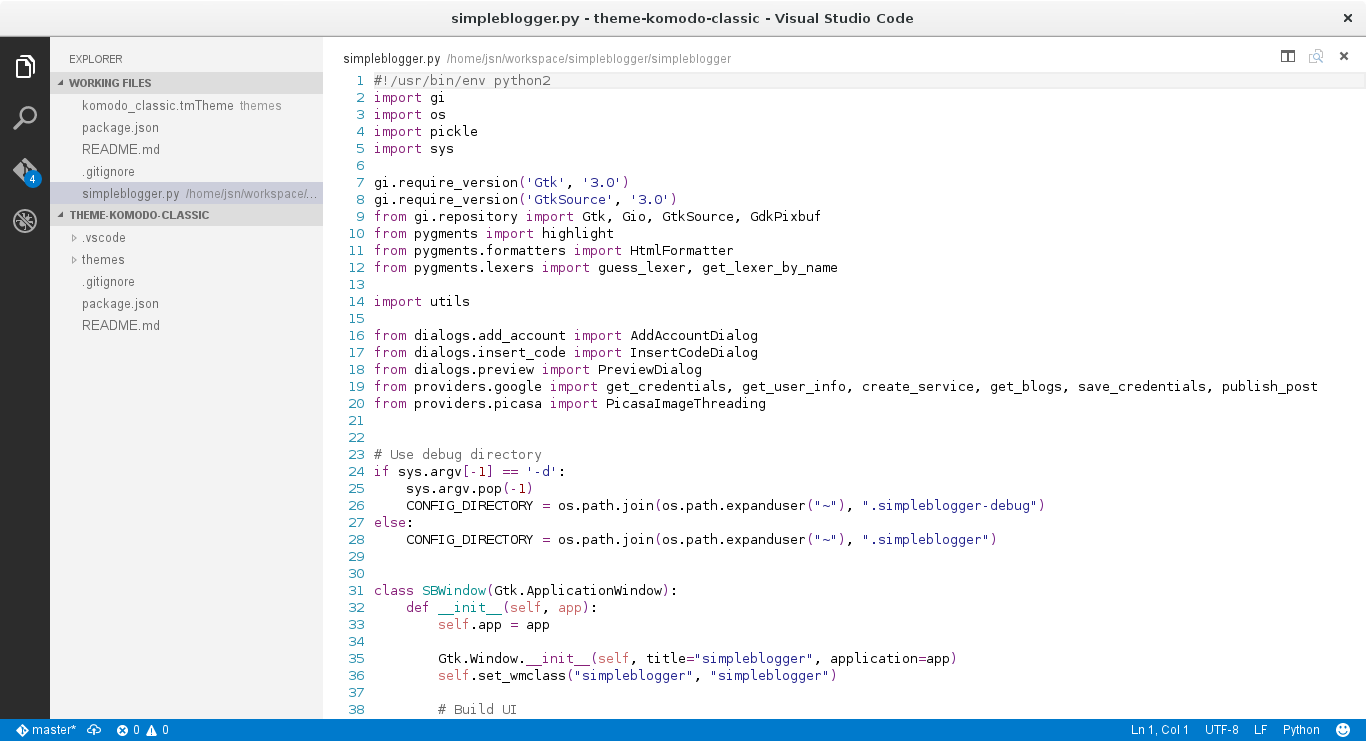 simpleblogger.py - theme-komodo-classic - Visual Studio Code
EXPLORER
WORKING FILES
komodo_classic.tmTheme themes
package.json
README.md
.gitignore
simpleblogger.py /home/jsn/workspace/...
THEME-KOMODO-CLASSIC
.vscode
themes
.gitignore
package.json
README.md
4
simpleblogger.py /home/jsn/workspace/simpleblogger/simpleblogger
1 #!/usr/bin/env python2
2 import gi
3 import os
4 import pickle
5 import sys
6
7 gi.require_version('Gtk', '3.0')
8 gi.require_version('GtkSource', '3.0')
9 from gi.repository import Gtk, Gio, GtkSource, GdkPixbuf
10 from pygments import highlight
11 from pygments.formatters import HtmlFormatter
12 from pygments.lexers import guess_lexer, get_lexer_by_name
13
14 import utils
15
16 from dialogs.add_account import AddAccountDialog
17 from dialogs.insert_code import InsertCodeDialog
18 from dialogs.preview import PreviewDialog
19 from providers.google import get_credentials, get_user_info, create_service, get_blogs, save_credentials, publish_post
20 from providers.picasa import PicasaImageThreading
21
22
23 # Use debug directory
24 if sys.argv[-1] == '-d':
25     sys.argv.pop(-1)
26     CONFIG_DIRECTORY = os.path.join(os.path.expanduser("~"), ".simpleblogger-debug")
27 else:
28     CONFIG_DIRECTORY = os.path.join(os.path.expanduser("~"), ".simpleblogger")
29
30
31 class SBWindow(Gtk.ApplicationWindow):
32     def __init__(self, app):
33         self.app = app
34
35         Gtk.Window.__init__(self, title="simpleblogger", application=app)
36         self.set_wmclass("simpleblogger", "simpleblogger")
37
38         # Build UI
master* 0 0 Ln 1, Col 1 UTF-8 LF Python